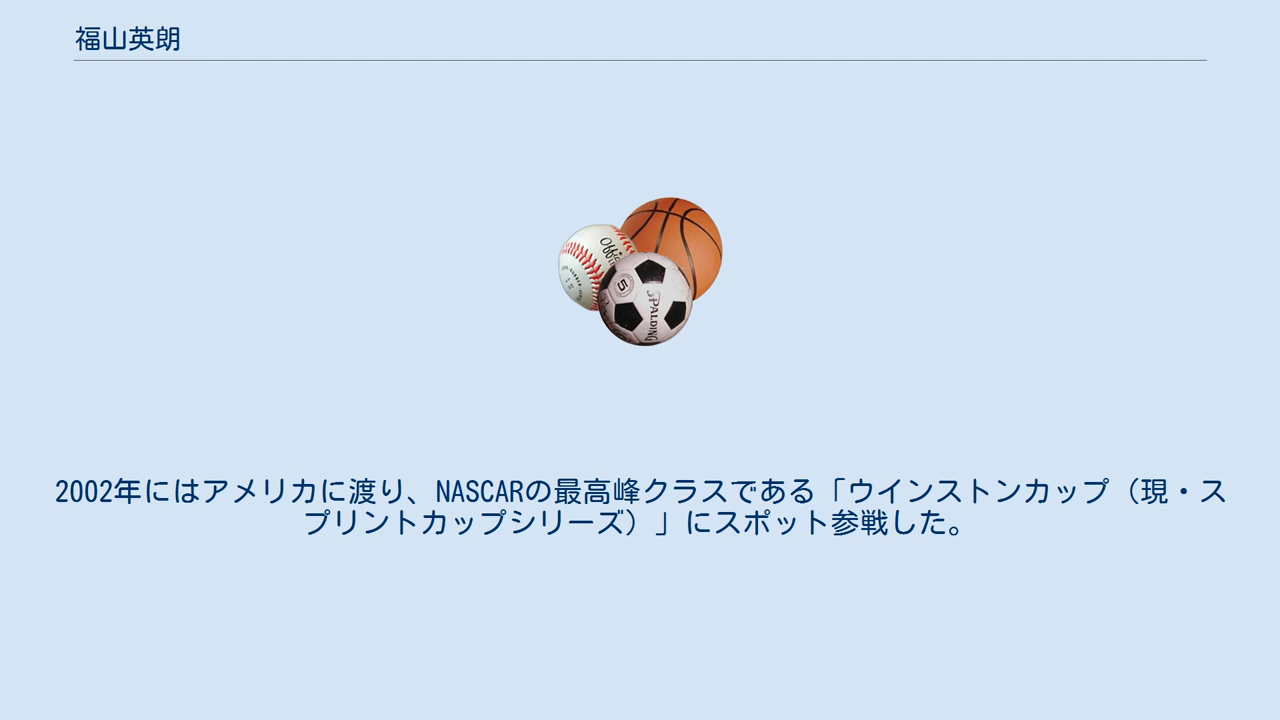 福山英朗
Offi
5
SPALDING
2002年にはアメリカに渡り、NASCARの最高峰クラスである「ウインストンカップ（現・ス
プリントカップシリーズ）」にスポット参戦した。